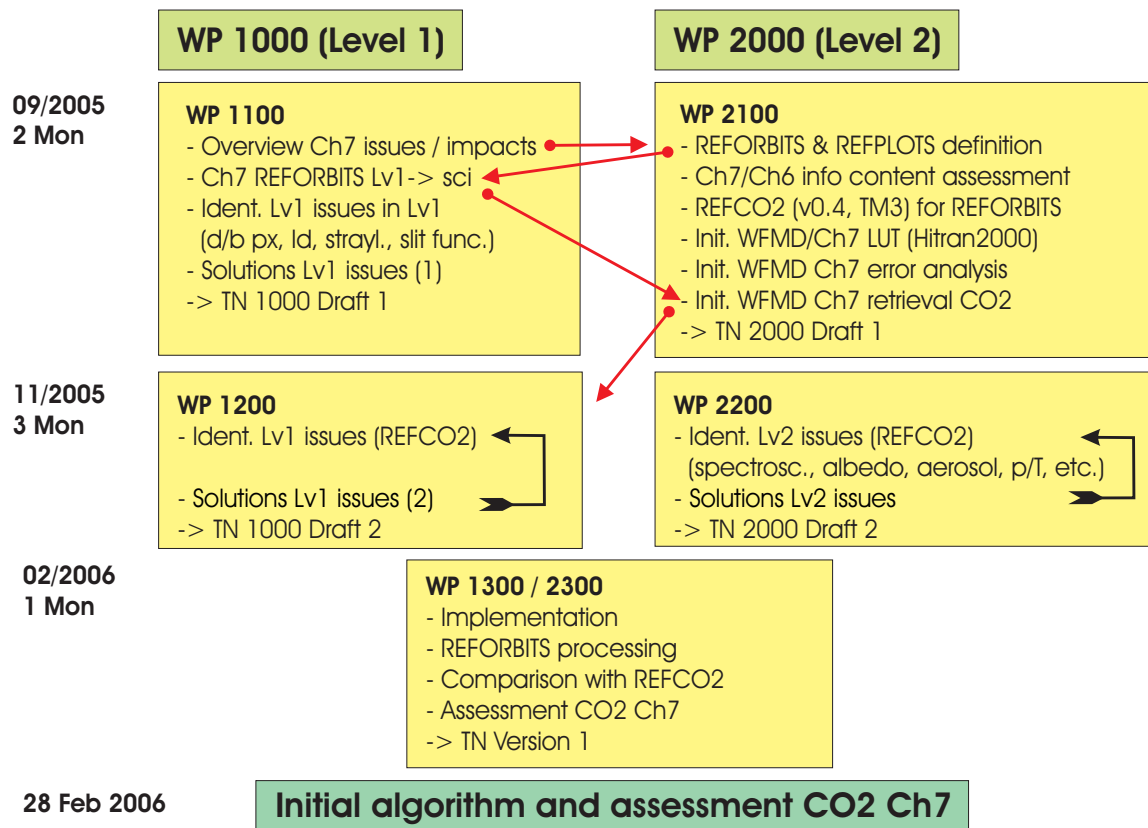 WP 1000 (Level 1)
WP 2000 (Level 2)
09/2005
2 Mon
WP 1100
- Overview Ch7 issues / impacts
- Ch7 REFORBITS Lv1-> sci
- Ident. Lv1 issues in Lv1
(d/b px, ld, strayl., slit func.)
- Solutions Lv1 issues (1)
-> TN 1000 Draft 1
WP 2100
- REFORBITS & REFPLOTS definition
- Ch7/Ch6 info content assessment
- REFCO2 (v0.4, TM3) for REFORBITS
- Init. WFMD/Ch7 LUT (Hitran2000)
- Init. WFMD Ch7 error analysis
- Init. WFMD Ch7 retrieval CO2
-> TN 2000 Draft 1
11/2005
3 Mon
WP 1200
- Ident. Lv1 issues (REFCO2)
- Solutions Lv1 issues (2)
-> TN 1000 Draft 2
WP 2200
- Ident. Lv2 issues (REFCO2)
(spectrosc., albedo, aerosol, p/T, etc.)
- Solutions Lv2 issues
-> TN 2000 Draft 2
02/2006
1 Mon
WP 1300 / 2300
- Implementation
- REFORBITS processing
- Comparison with REFCO2
- Assessment CO2 Ch7
-> TN Version 1
28 Feb 2006
Initial algorithm and assessment CO2 Ch7